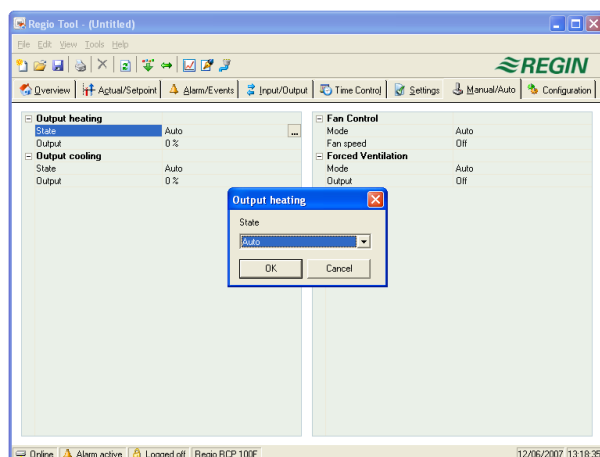 Regio Tool - (Untitled)
File Edit View Tools Help
REGIN
Overview Actual/Setpoint Alarm/Events Input/Output Time Control Settings Manual/Auto Configuration
Output heating
State Auto ...
Output 0 %
Output cooling
State Auto
Output 0 %
Fan Control
Mode Auto
Fan speed Off
Forced Ventilation
Mode Auto
Output Off
Output heating
State
Auto
OK Cancel
Online Alarm active Logged off Regio RCP 100F 12/06/2007 13:18:35